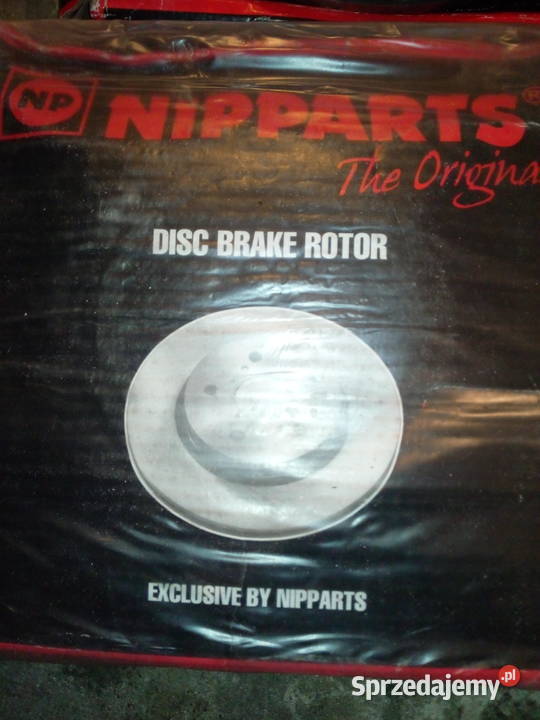 NP NiPPARTS®
The Origina
DISC BRAKE ROTOR
EXCLUSIVE BY NIPPARTS
Sprzedajemy.pl